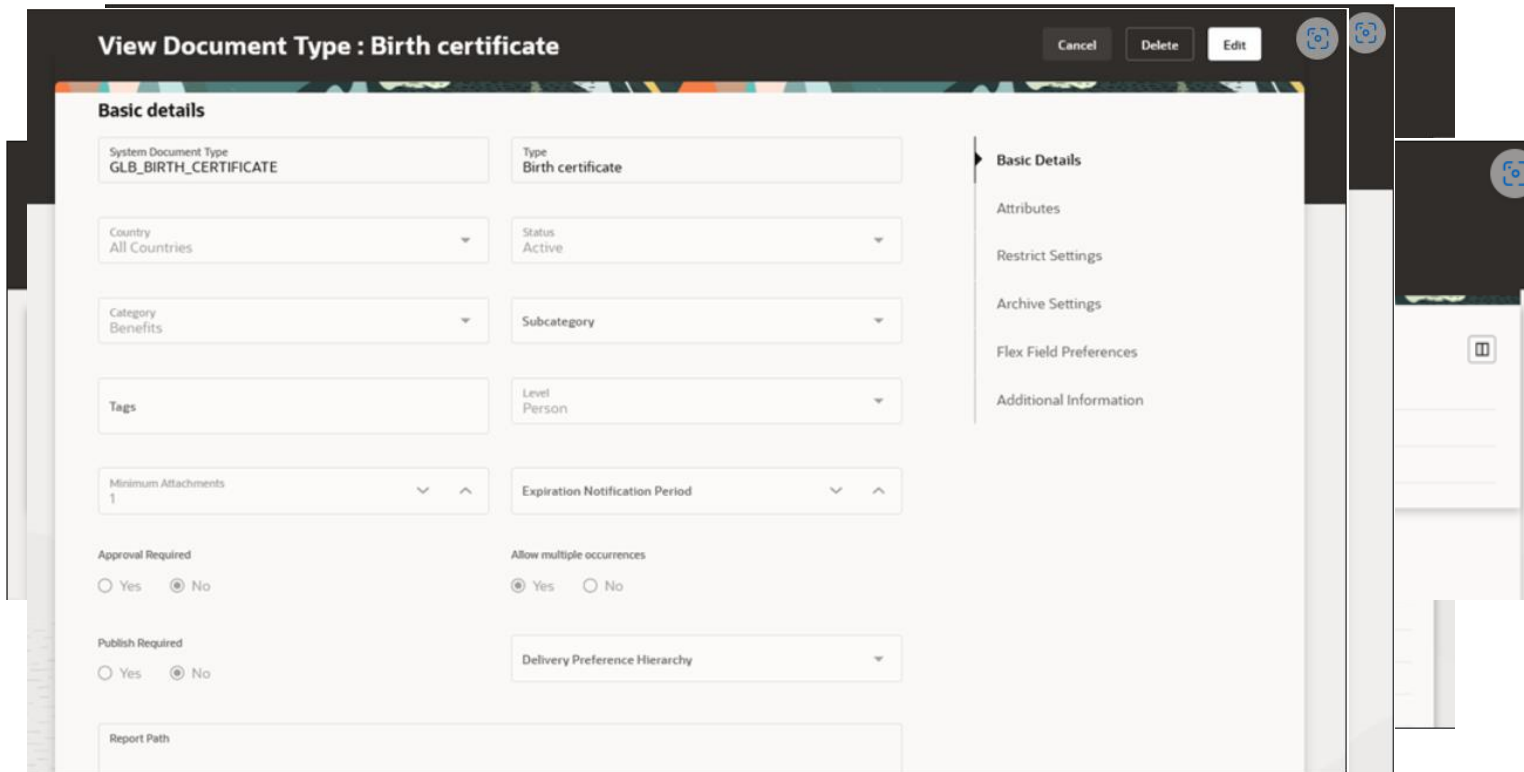 View Document Type : Birth certificate
Cancel
Delete
Edit
Basic details
System Document Type
GLB_BIRTH_CERTIFICATE
Type
Birth certificate
Country
All Countries
Status
Active
Category
Benefits
Subcategory
Tags
Level
Person
Minimum Attachments
1
Expiration Notification Period
Approval Required
Yes
No
Allow multiple occurrences
Yes
No
Publish Required
Yes
No
Delivery Preference Hierarchy
Report Path
Basic Details
Attributes
Restrict Settings
Archive Settings
Flex Field Preferences
Additional Information